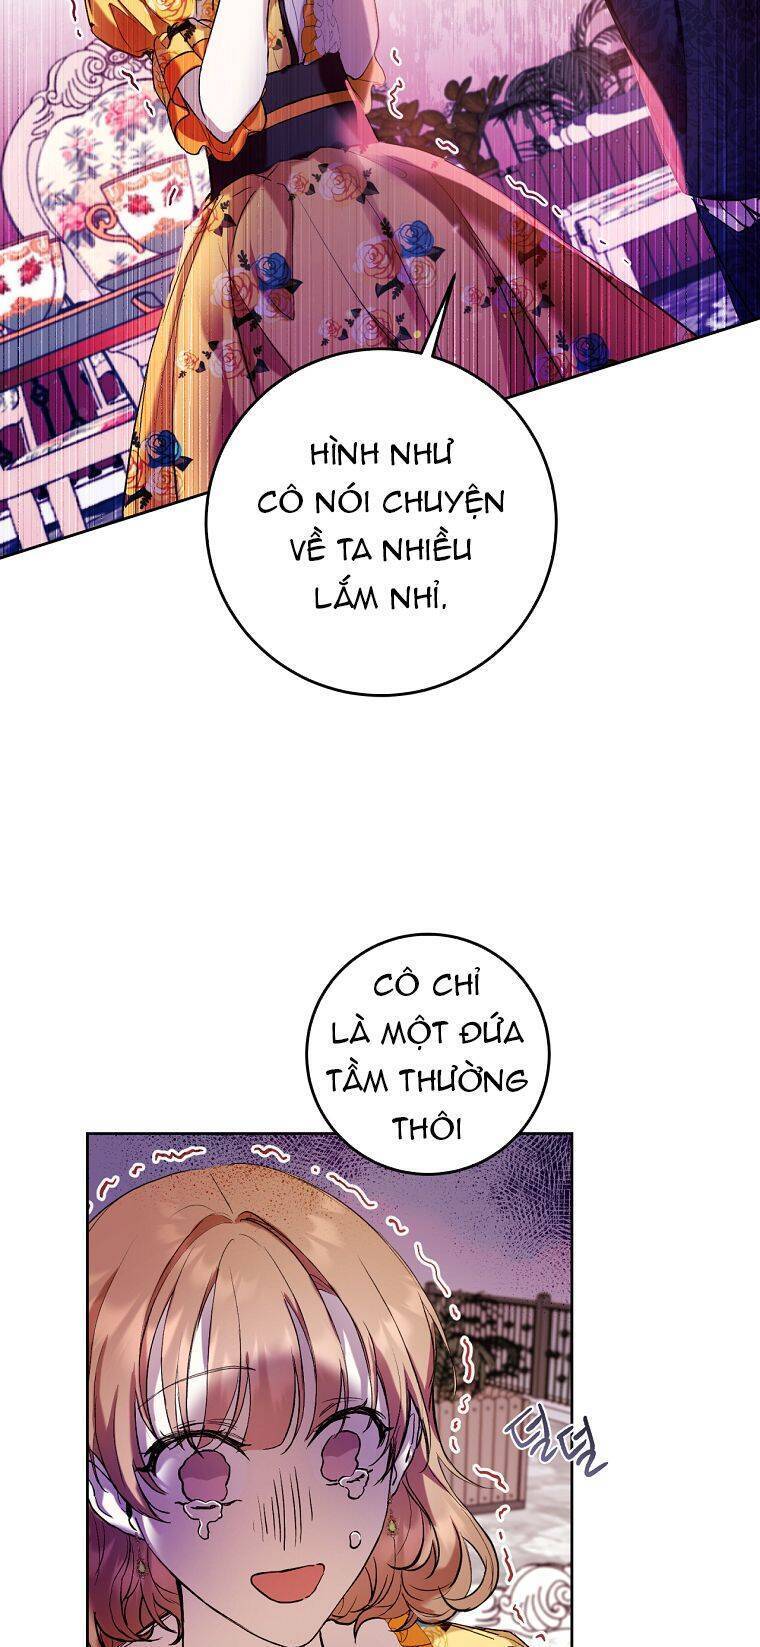 HÌNH NHƯ
CÔ NÓI CHUYỆN
VỀ TA NHIỀU
LẮM NHỈ.
CÔ CHỈ
LÀ MỘT ĐỨA
TẦM THƯỜNG
THÔI
덜덜